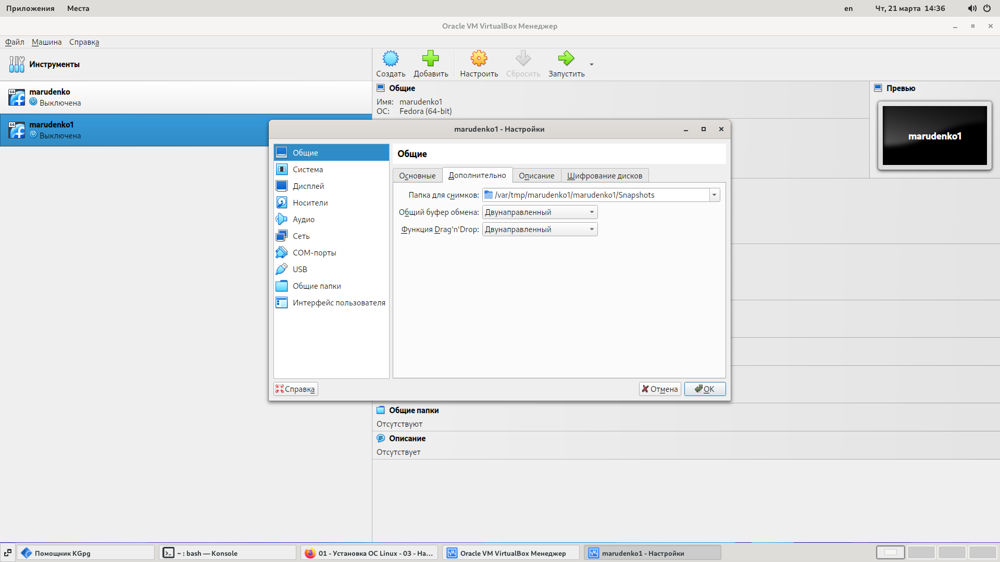 Приложения Места en Чт, 21 марта 14:36
Oracle VM VirtualBox Менеджер
Файл Машина Справка
Инструменты
Создать Добавить Настроить Сбросить Запустить
64 marudenko
Выключена
64 marudenko1
Выключена
Общие
Имя: marudenko1
ОС: Fedora (64-bit)
Превью
marudenko1
marudenko1 - Настройки
Общие
Система
Дисплей
Носители
Аудио
Сеть
COM-порты
USB
Общие папки
Интерфейс пользователя
Общие
Основные Дополнительно Описание Шифрование дисков
Папка для снимков: /var/tmp/marudenko1/marudenko1/Snapshots
Общий буфер обмена: Двунаправленный
Функция Drag'n'Drop: Двунаправленный
Справка Отмена OK
Общие папки
Отсутствуют
Описание
Отсутствует
Помощник KGpg ~ : bash — Konsole 01 - Установка ОС Linux - 03 - На... Oracle VM VirtualBox Менеджер marudenko1 - Настройки